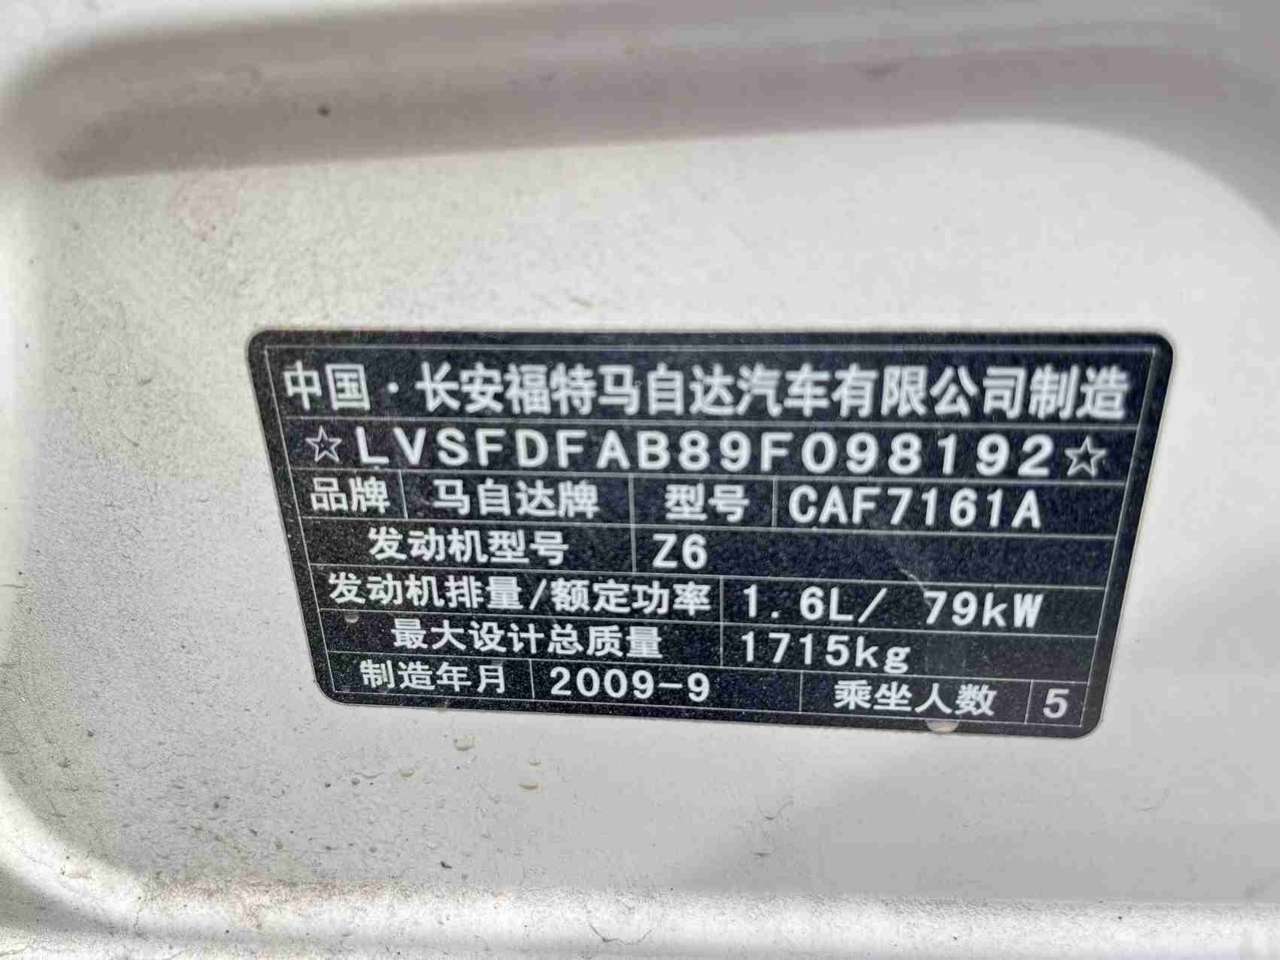 中国·长安福特马自达汽车有限公司制造
☆LVSFDFAB89F098192☆
品牌 马自达牌 型号 CAF7161A
发动机型号 Z6
发动机排量/额定功率 1.6L/ 79kW
最大设计总质量 1715kg
制造年月 2009-9 乘坐人数 5